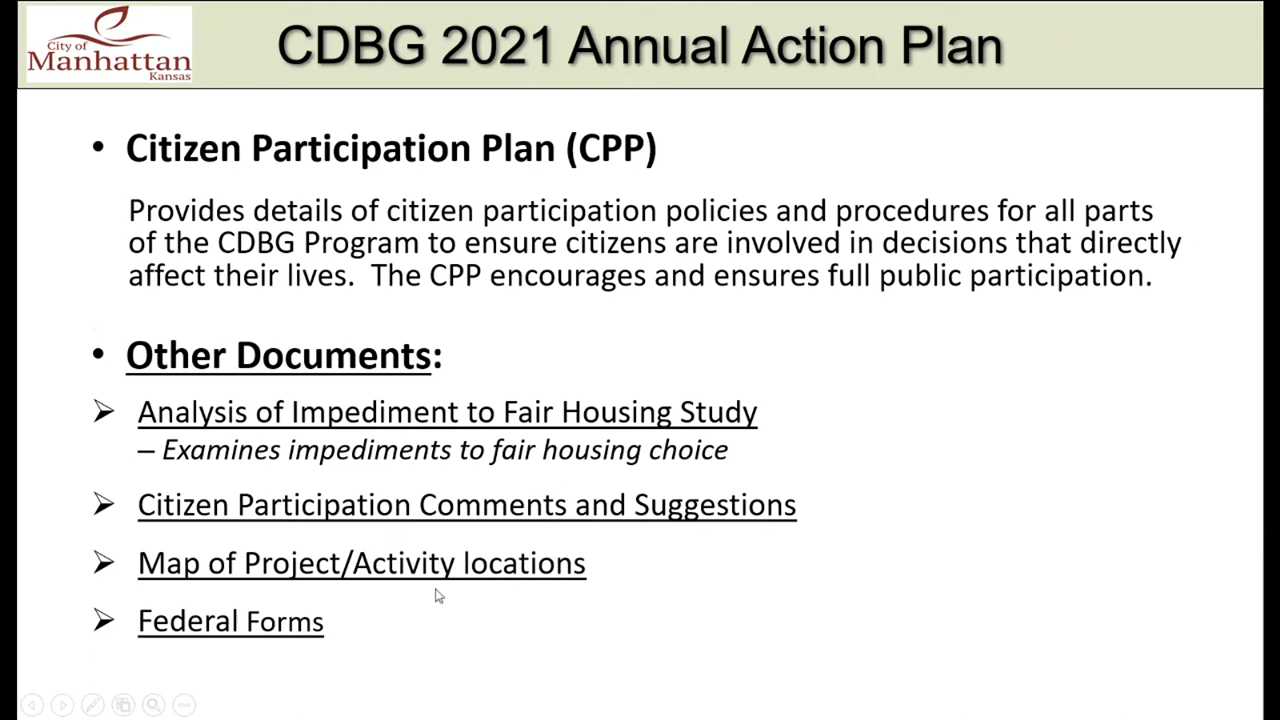 City of
Manhattan
Kansas
CDBG 2021 Annual Action Plan
• Citizen Participation Plan (CPP)
Provides details of citizen participation policies and procedures for all parts
of the CDBG Program to ensure citizens are involved in decisions that directly
affect their lives.  The CPP encourages and ensures full public participation.
• Other Documents:
➢ Analysis of Impediment to Fair Housing Study
– Examines impediments to fair housing choice
➢ Citizen Participation Comments and Suggestions
➢ Map of Project/Activity locations
➢ Federal Forms